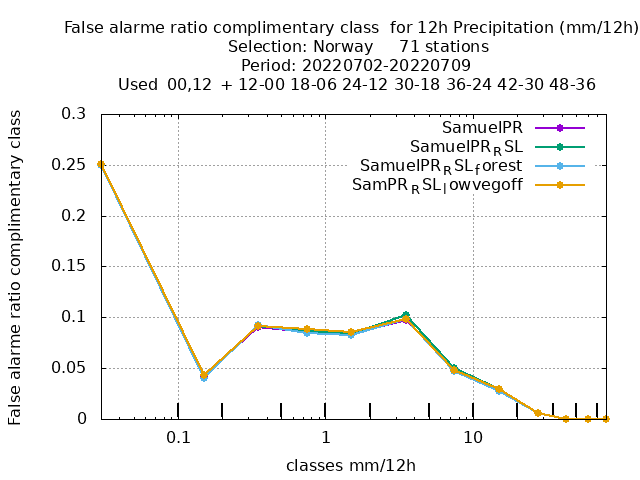 False alarme ratio complimentary class  for 12h Precipitation (mm/12h)
Selection: Norway     71 stations
Period: 20220702-20220709
Used  00,12  + 12-00 18-06 24-12 30-18 36-24 42-30 48-36
False alarme ratio complimentary class
0.3
0.25
0.2
0.15
0.1
0.05
0
SamuelPR
SamuelPR_RSL
SamuelPR_RSL_forest
SamPR_RSL_lowvegoff
0.1 1 10
classes mm/12h